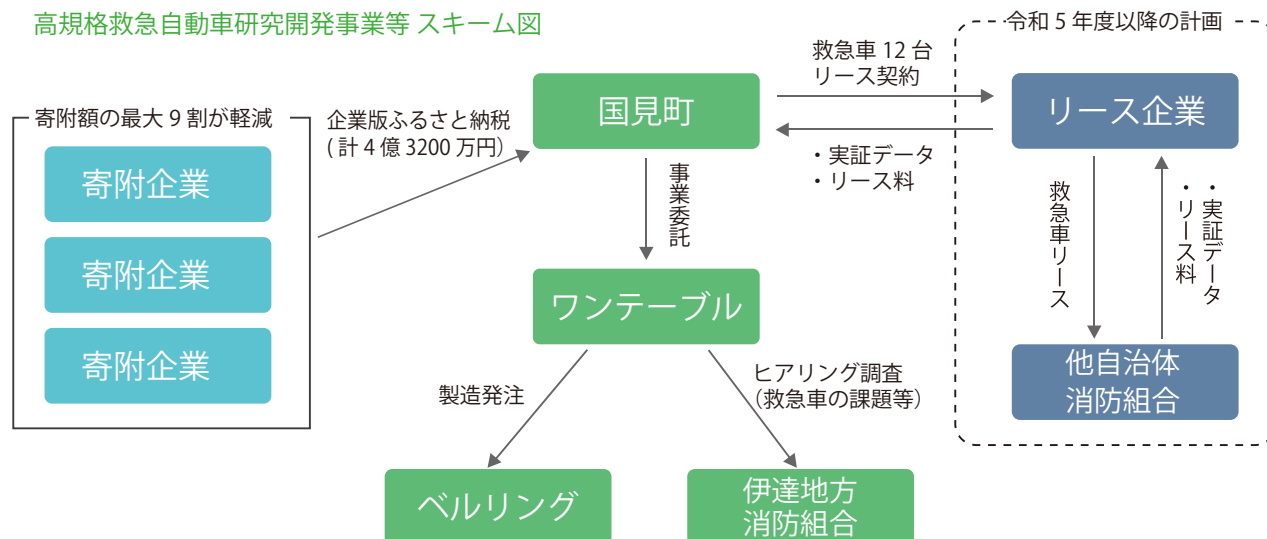 高規格救急自動車研究開発事業等 スキーム図
寄附額の最大 9 割が軽減
寄附企業
寄附企業
寄附企業
企業版ふるさと納税
(計 4 億 3200 万円)
国見町
事業委託
ワンテーブル
製造発注
ヒアリング調査
（救急車の課題等）
ベルリング
伊達地方
消防組合
救急車 12 台
リース契約
・実証データ
・リース料
令和 5 年度以降の計画
リース企業
救急車リース
・実証データ
・リース料
他自治体
消防組合